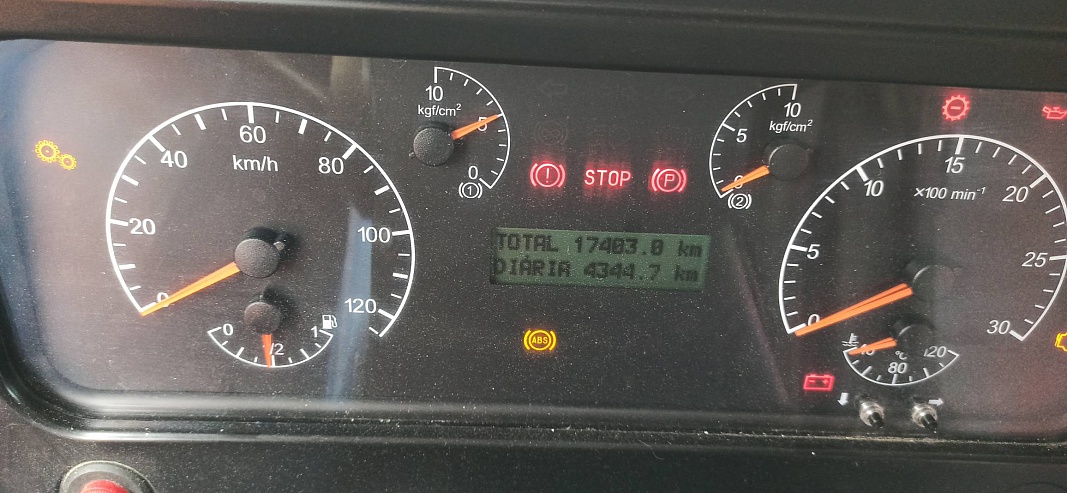 0 20 40 60 80 100 120
km/h
0 1/2 1
10 5 0
kgf/cm²
(1)
(!) STOP (P)
TOTAL 17403.0 km
DIÁRIA 4344.7 km
ABS
10 5 0
kgf/cm²
(2)
0 5 10 15 20 25 30
×100 min⁻¹
40 80 120
°C